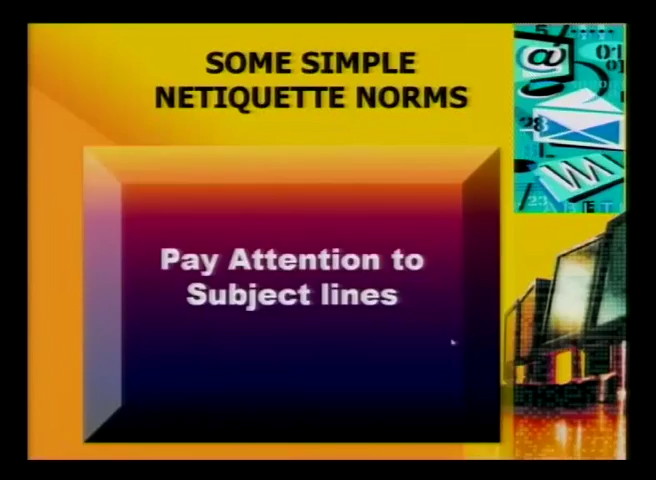 SOME SIMPLE
NETIQUETTE NORMS
Pay Attention to
Subject lines